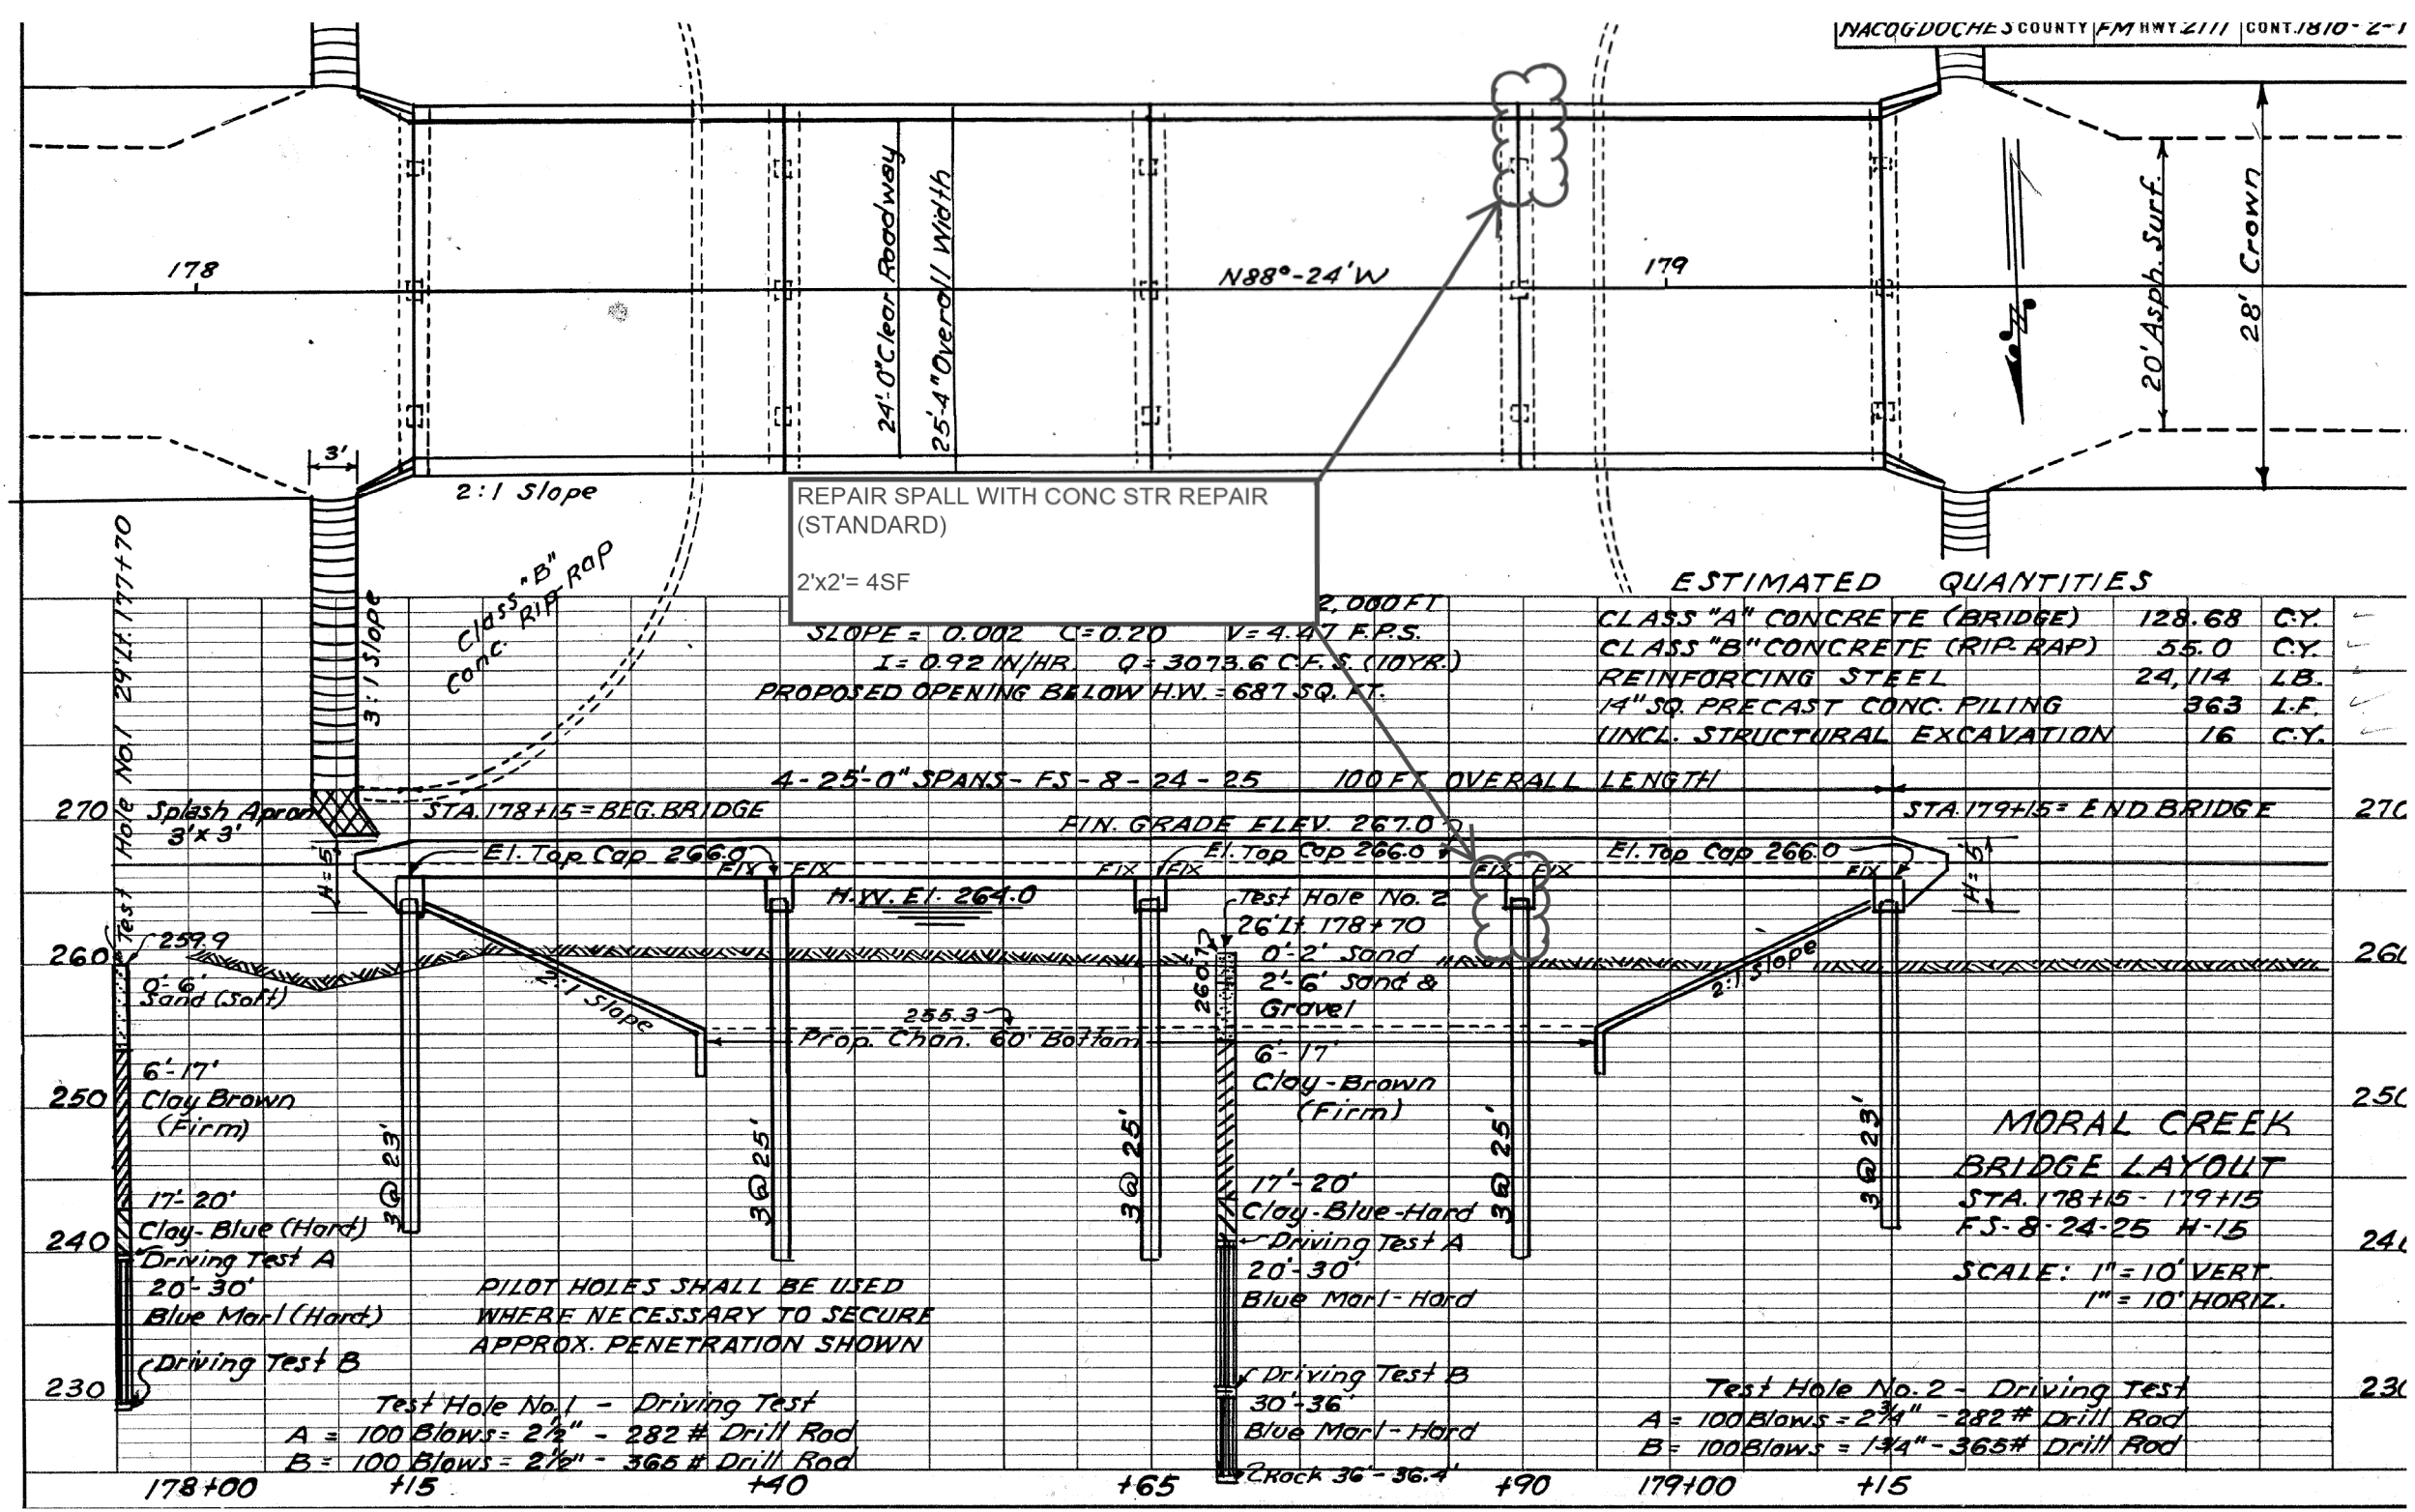 NACOGDOCHES COUNTY FM HWY. 2111 CONT. 1810-2-1
178
24'-0" Clear Roadway
25'-4" Overall Width
N88°-24'W
179
20' Asph. Surf.
28' Crown
3'
2:1 Slope
REPAIR SPALL WITH CONC STR REPAIR
(STANDARD)
2'x2'= 4SF
Test Hole No.1 29' Lt. 177+70
3:1 Slope
Class "B"
Conc. RIP-RAP
2,000 FT
SLOPE = 0.002 C=0.20 V= 4.47 F.P.S.
I= 0.92 IN/HR Q= 3073.6 C.F.S. (10YR.)
PROPOSED OPENING BELOW H.W. = 687 SQ. FT.
ESTIMATED QUANTITIES
CLASS "A" CONCRETE (BRIDGE) 128.68 C.Y.
CLASS "B" CONCRETE (RIP-RAP) 55.0 C.Y.
REINFORCING STEEL 24,114 LB.
14" SQ. PRECAST CONC. PILING 363 L.F.
UNCL. STRUCTURAL EXCAVATION 16 C.Y.
4-25'-0" SPANS - FS-8-24-25 100 FT OVERALL LENGTH
270 Splash Apron
3'x3'
STA. 178+15 = BEG. BRIDGE
STA. 179+15 = END BRIDGE 270
FIN. GRADE ELEV. 267.0
H=5'
El. Top Cap 266.0
El. Top Cap 266.0
El. Top Cap 266.0
H=5'
FIX FIX
FIX FIX
FIX FIX
FIX
H.W. El. 264.0
259.9
260
0'-6'
Sand (Soft)
2:1 Slope
260.7
Test Hole No. 2
26' Lt. 178+70
0'-2' Sand
2'-6' Sand &
Gravel
2:1 Slope
260
255.3
Prop. Chan. 60' Bottom
6'-17'
Clay Brown
(Firm)
250
6'-17'
Clay-Brown
(Firm)
250
3@23'
3@25'
3@25'
3@25'
3@23'
17'-20'
Clay-Blue (Hard)
240
Driving Test A
20'-30'
Blue Marl (Hard)
Driving Test B
230
17'-20'
Clay-Blue-Hard
Driving Test A
20'-30'
Blue Marl-Hard
Driving Test B
30'-36'
Blue Marl-Hard
Rock 36'-36.4'
MORAL CREEK
BRIDGE LAYOUT
STA. 178+15 - 179+15
FS-8-24-25 H-15
SCALE: 1"=10' VERT.
1"=10' HORIZ.
240
230
PILOT HOLES SHALL BE USED
WHERE NECESSARY TO SECURE
APPROX. PENETRATION SHOWN
Test Hole No.1 - Driving Test
A = 100 Blows = 2½" - 282 # Drill Rod
B = 100 Blows = 2½" - 365 # Drill Rod
Test Hole No. 2 - Driving Test
A = 100 Blows = 2¾" - 282 # Drill Rod
B = 100 Blows = 1¾" - 365# Drill Rod
178+00 +15 +40 +65 +90 179+00 +15